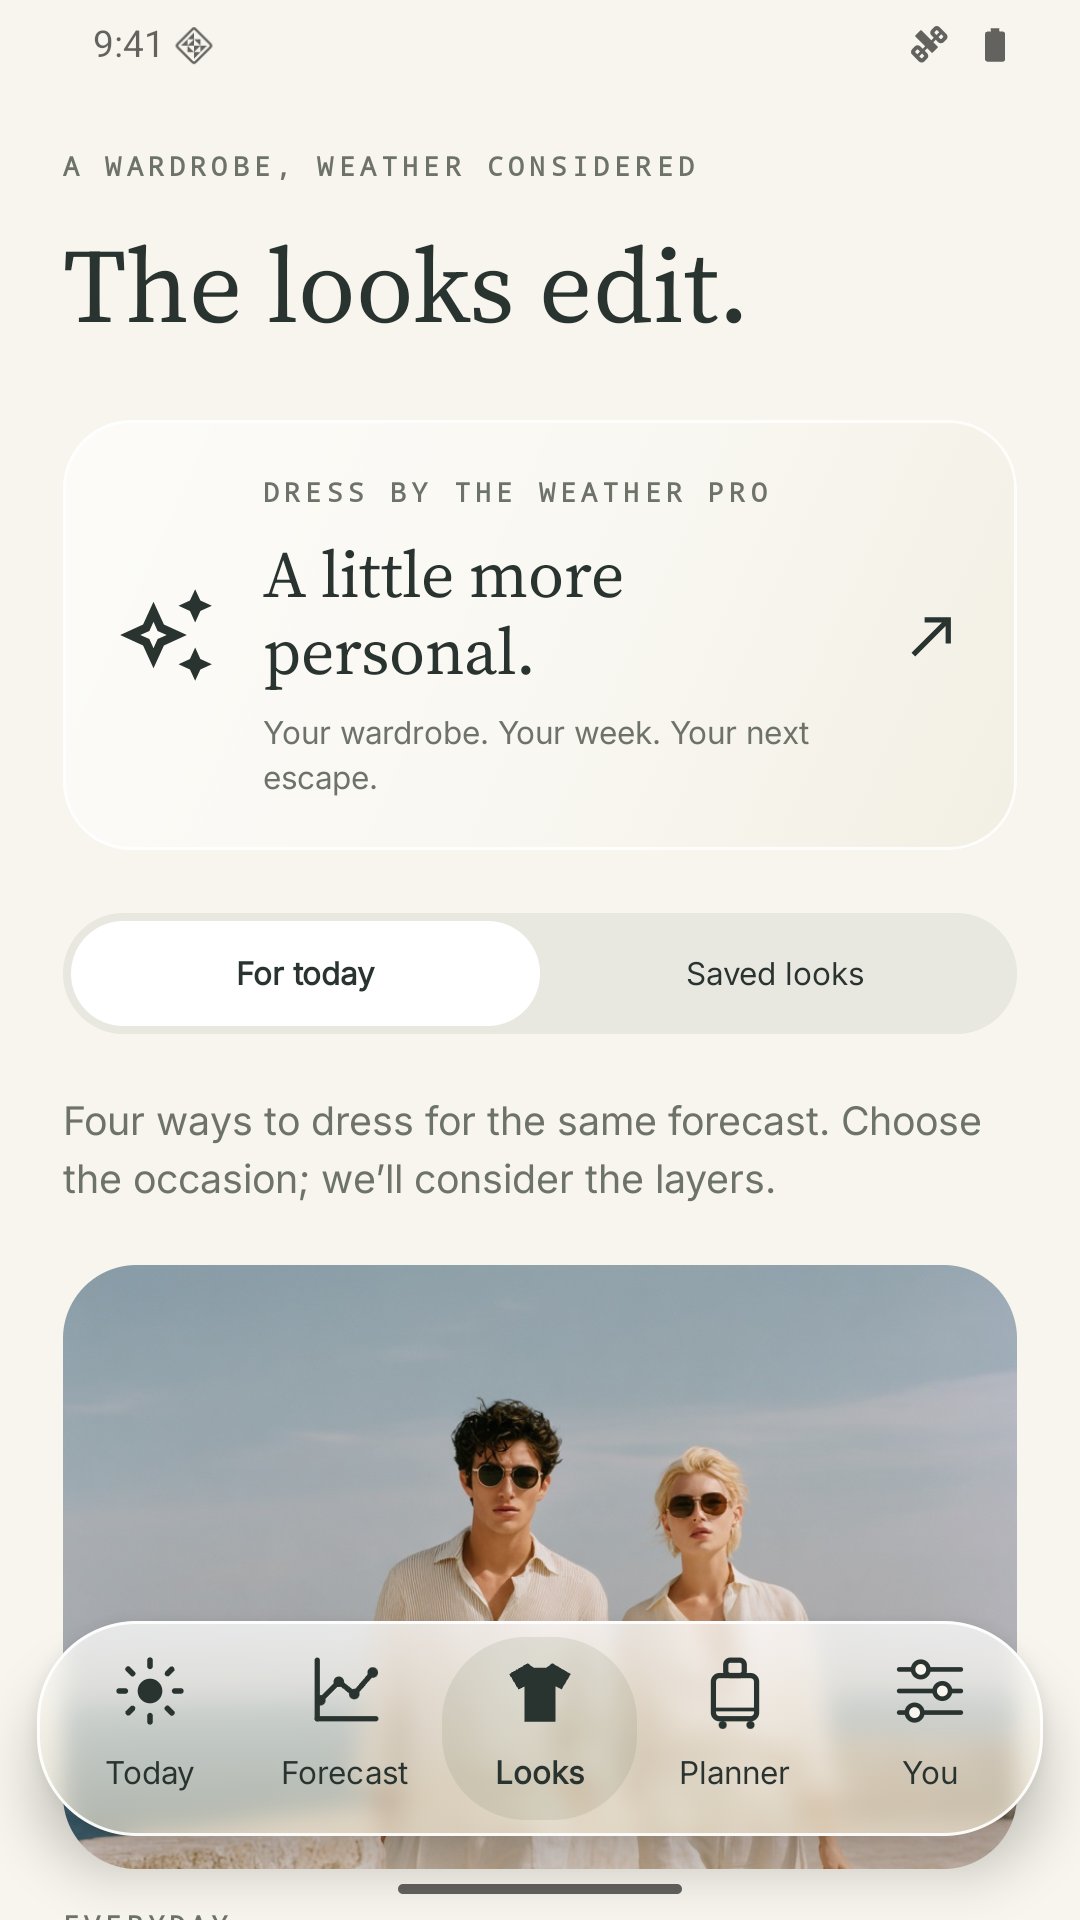 9:41
A WARDROBE, WEATHER CONSIDERED
The looks edit.
DRESS BY THE WEATHER PRO
A little more
personal.
Your wardrobe. Your week. Your next
escape.
For today
Saved looks
Four ways to dress for the same forecast. Choose
the occasion; we’ll consider the layers.
Today
Forecast
Looks
Planner
You
EVERYDAY